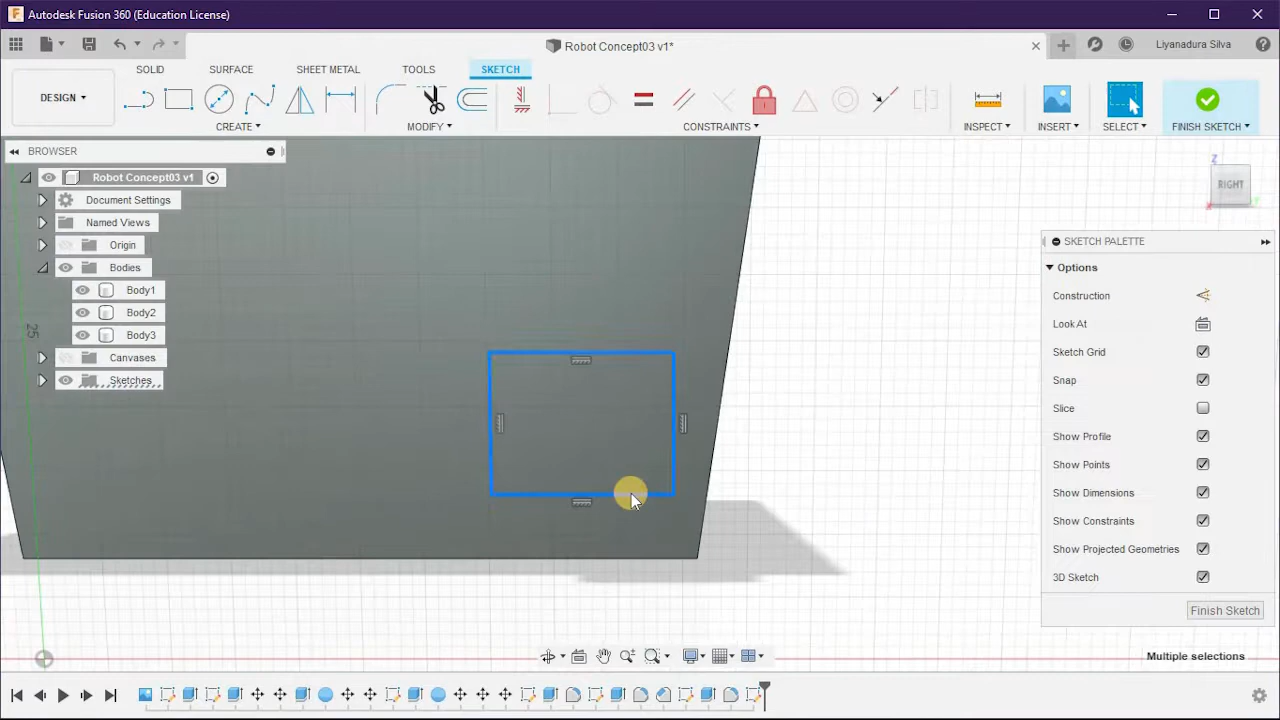 Autodesk Fusion 360 (Education License)
Robot Concept03 v1*
Liyanadura Silva
DESIGN
SOLID
SURFACE
SHEET METAL
TOOLS
SKETCH
CREATE
MODIFY
CONSTRAINTS
INSPECT
INSERT
SELECT
FINISH SKETCH
BROWSER
Robot Concept03 v1
Document Settings
Named Views
Origin
Bodies
Body1
Body2
Body3
Canvases
Sketches
25
Z
RIGHT
X
Y
SKETCH PALETTE
Options
Construction
Look At
Sketch Grid
Snap
Slice
Show Profile
Show Points
Show Dimensions
Show Constraints
Show Projected Geometries
3D Sketch
Finish Sketch
Multiple selections